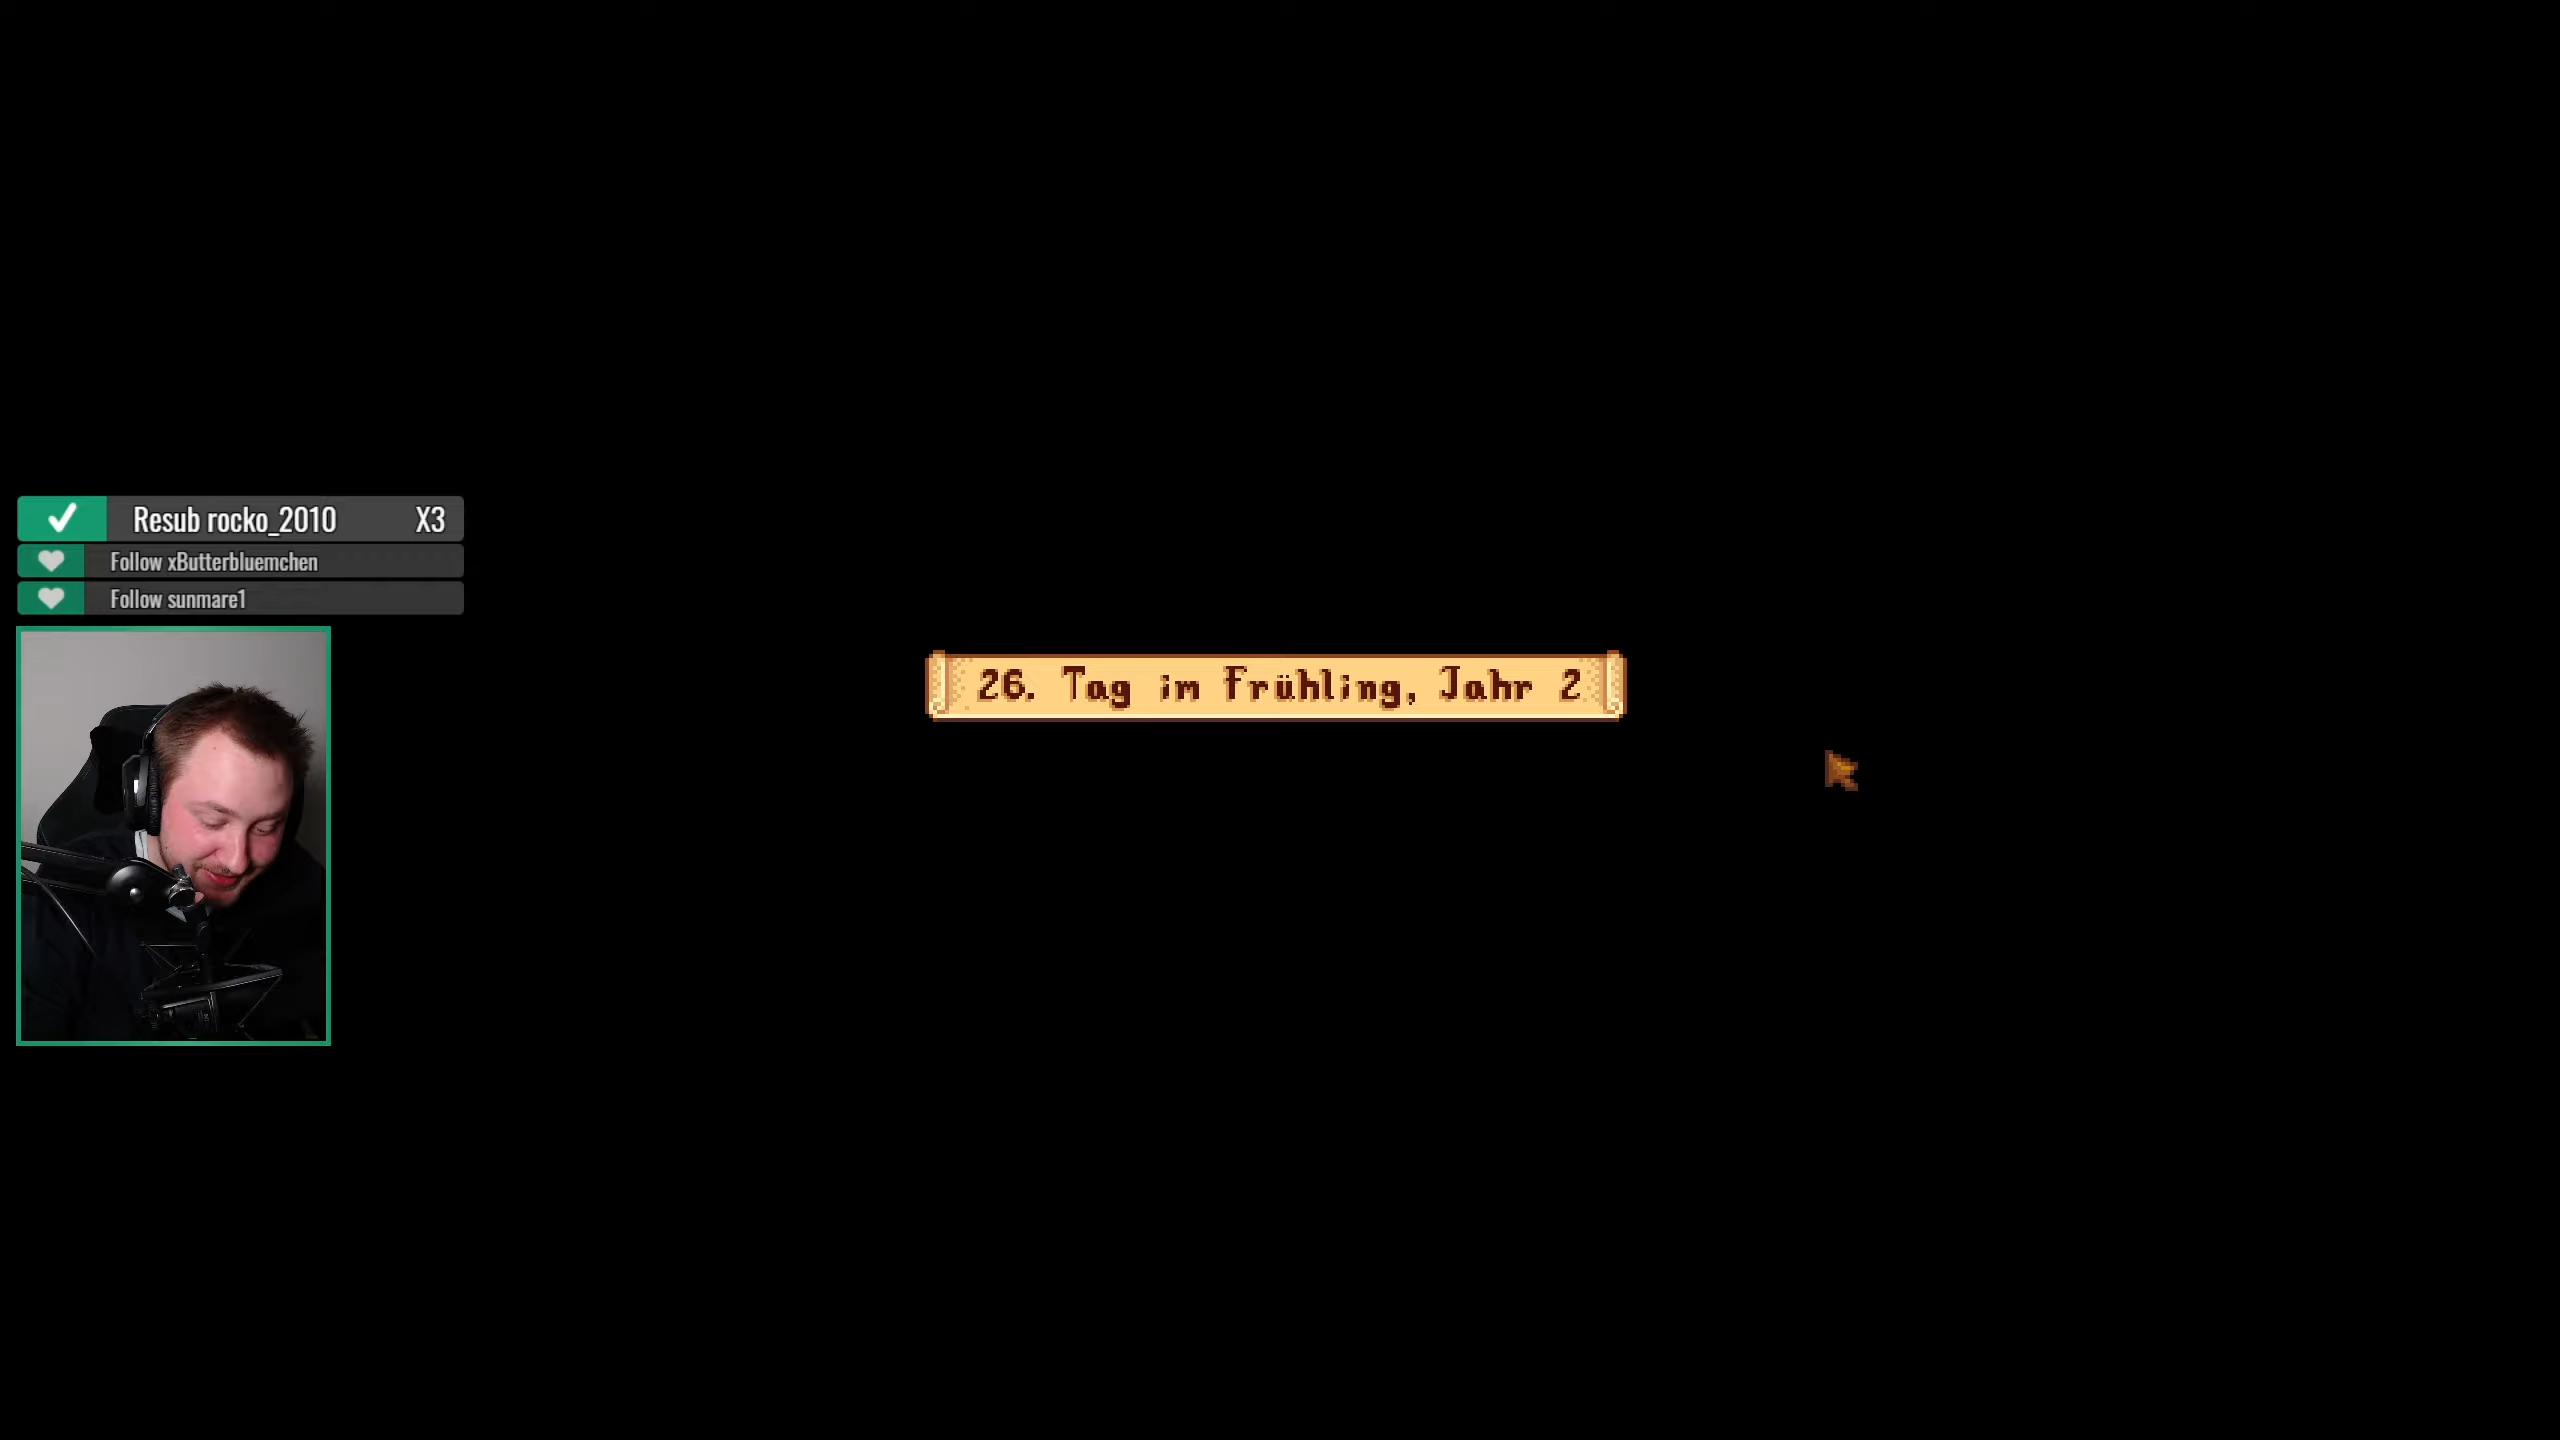 Resub rocko_2010 X3
Follow xButterbluemchen
Follow sunmare1
26. Tag im Frühling, Jahr 2